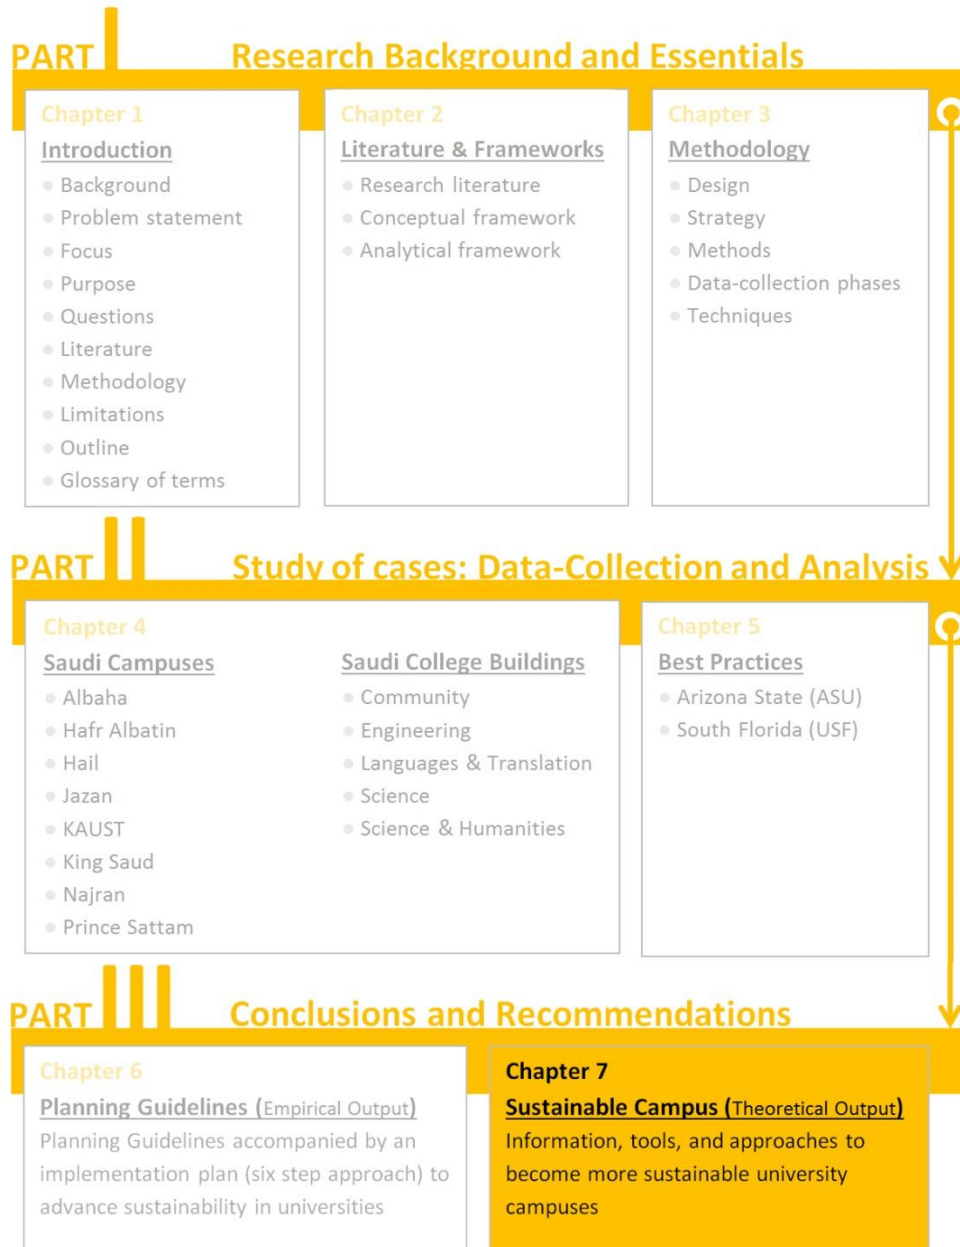 PART I Research Background and Essentials
Chapter 1
Introduction
Background
Problem statement
Focus
Purpose
Questions
Literature
Methodology
Limitations
Outline
Glossary of terms
Chapter 2
Literature & Frameworks
Research literature
Conceptual framework
Analytical framework
Chapter 3
Methodology
Design
Strategy
Methods
Data-collection phases
Techniques
PART II Study of cases: Data-Collection and Analysis
Chapter 4
Saudi Campuses
Albaha
Hafr Albatin
Hail
Jazan
KAUST
King Saud
Najran
Prince Sattam
Saudi College Buildings
Community
Engineering
Languages & Translation
Science
Science & Humanities
Chapter 5
Best Practices
Arizona State (ASU)
South Florida (USF)
PART III Conclusions and Recommendations
Chapter 6
Planning Guidelines (Empirical Output)
Planning Guidelines accompanied by an
implementation plan (six step approach) to
advance sustainability in universities
Chapter 7
Sustainable Campus (Theoretical Output)
Information, tools, and approaches to
become more sustainable university
campuses